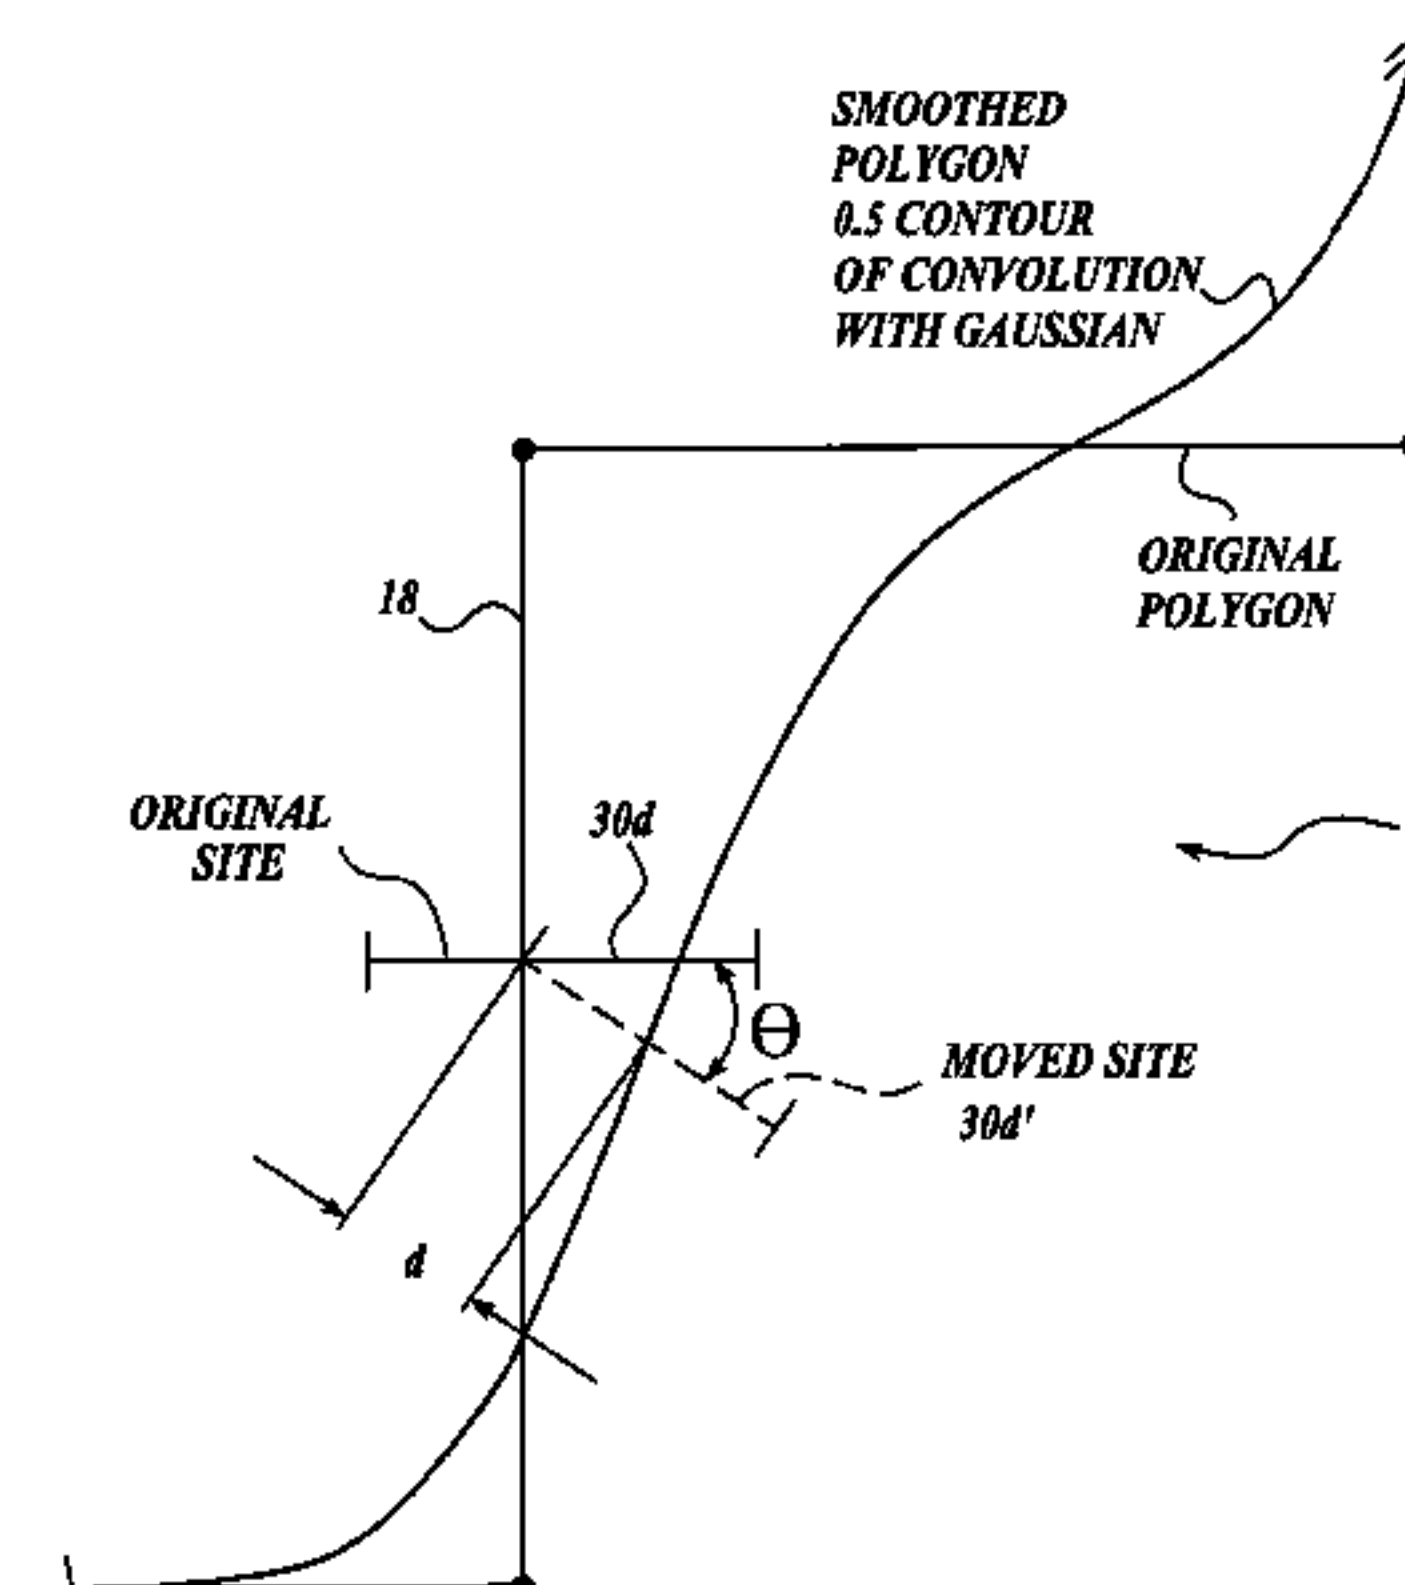 SMOOTHED
POLYGON
0.5 CONTOUR
OF CONVOLUTION
WITH GAUSSIAN
ORIGINAL
POLYGON
18
ORIGINAL
SITE
30d
Θ
MOVED SITE
30d'
d